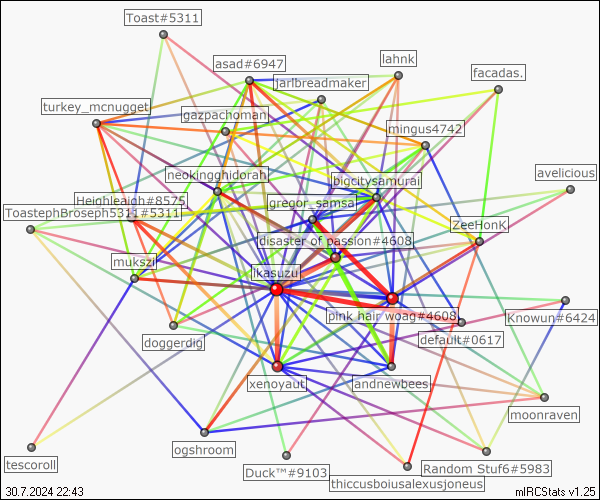 Toast#5311
lahnk
asad#6947
facadas.
jarlbreadmaker
turkey_mcnugget
gazpachoman
mingus4742
neokingghidorah
bigcitysamurai
avelicious
Heighleaigh#8575
gregor_samsa
ToastephBroseph5311#5311
ZeeHonK
disaster of passion#4608
mukszi
ikasuzu
pink hair woag#4608
Knowun#6424
default#0617
doggerdig
xenoyaut
andnewbees
moonraven
ogshroom
tescoroll
Duck™#9103
Random Stuf6#5983
thiccusboiusalexusjoneus
30.7.2024 22:43
mIRCStats v1.25